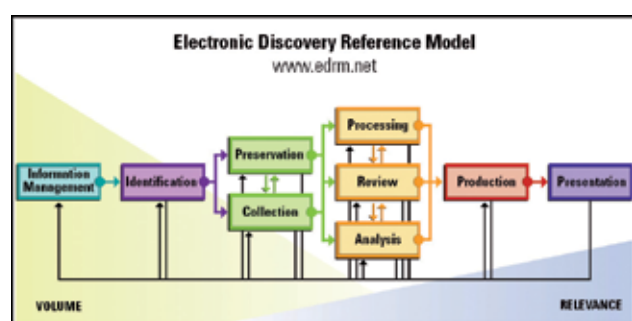 Electronic Discovery Reference Model
www.edrm.net
Information
Management
Identification
Preservation
Collection
Processing
Review
Analysis
Production
Presentation
VOLUME
RELEVANCE